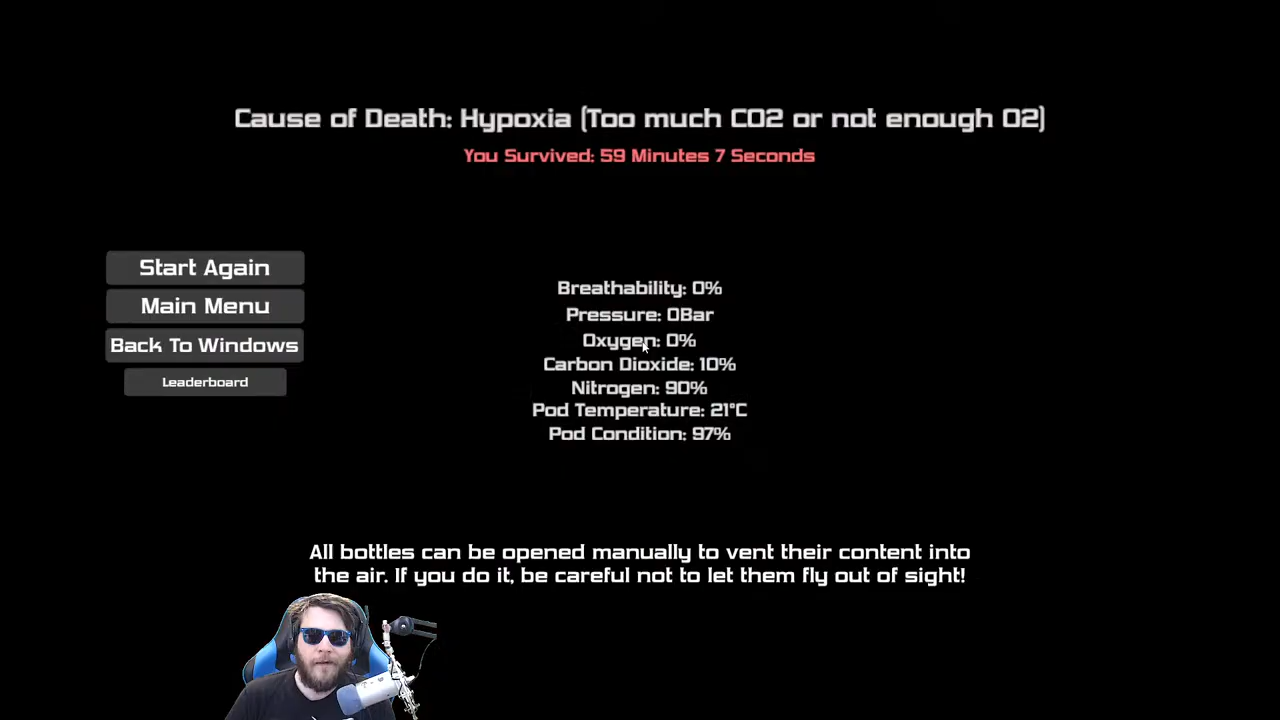 Cause of Death: Hypoxia (Too much CO2 or not enough O2)
You Survived: 59 Minutes 7 Seconds
Start Again
Main Menu
Back To Windows
Leaderboard
Breathability: 0%
Pressure: 0Bar
Oxygen: 0%
Carbon Dioxide: 10%
Nitrogen: 90%
Pod Temperature: 21°C
Pod Condition: 97%
All bottles can be opened manually to vent their content into
the air. If you do it, be careful not to let them fly out of sight!